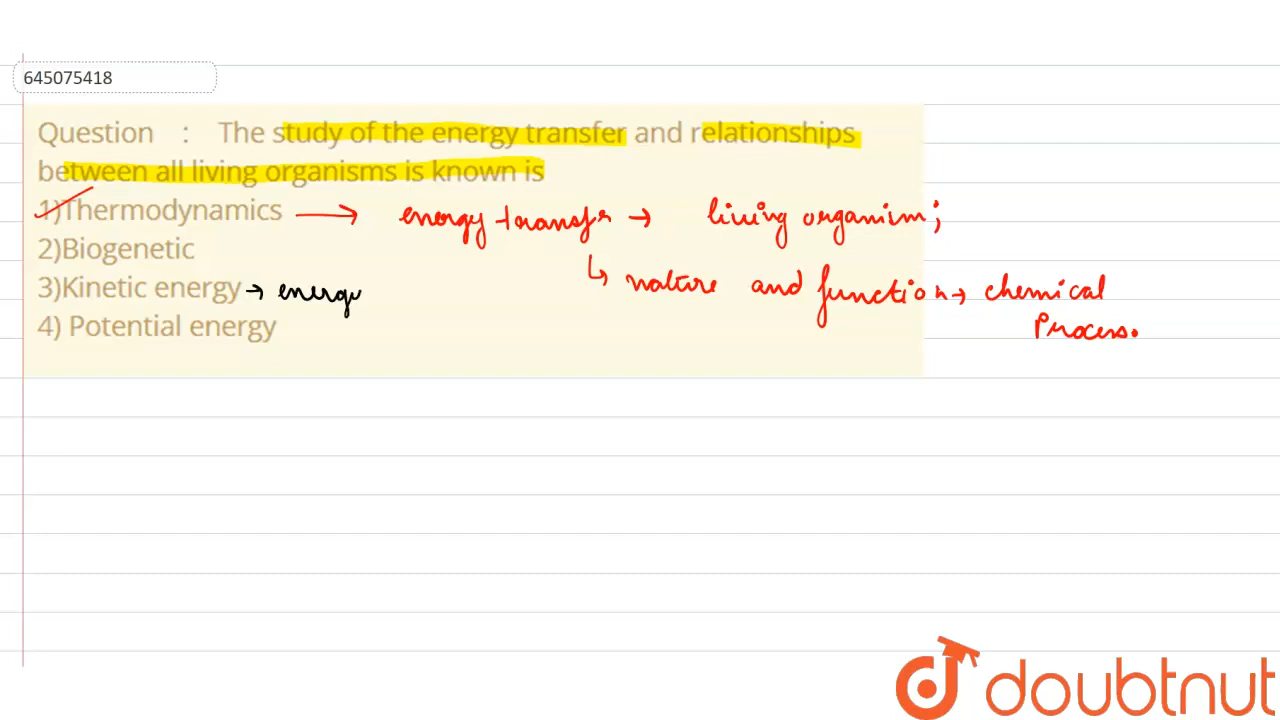 645075418
Question : The study of the energy transfer and relationships
between all living organisms is known is
1)Thermodynamics → energy transfr → living organism;
2)Biogenetic
↳ nature and function → chemical
3)Kinetic energy → energy
Process.
4) Potential energy
doubtnut